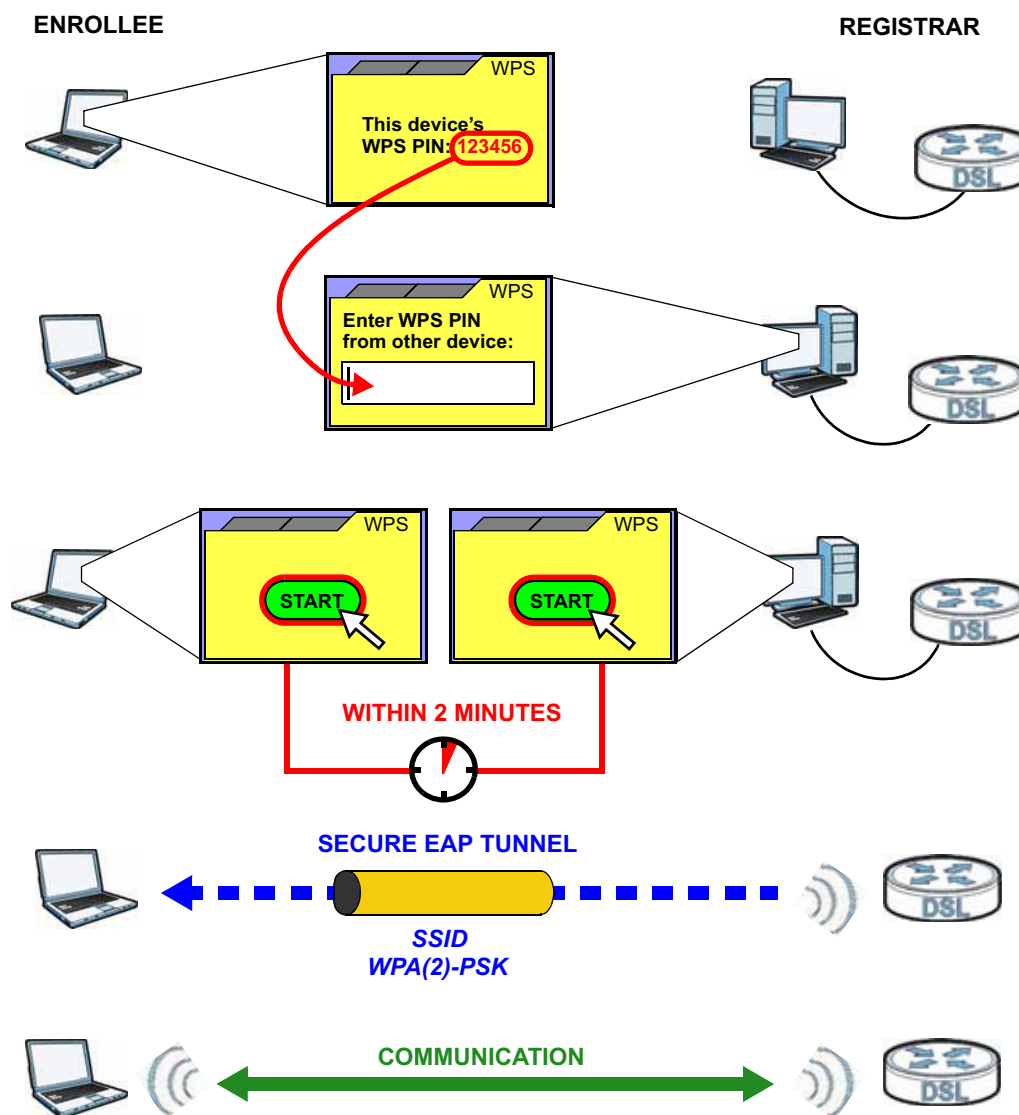 ENROLLEE
REGISTRAR
WPS
This device's
WPS PIN: 123456
DSL
WPS
Enter WPS PIN
from other device:
DSL
WPS
START
WPS
START
DSL
WITHIN 2 MINUTES
SECURE EAP TUNNEL
SSID
WPA(2)-PSK
DSL
COMMUNICATION
DSL